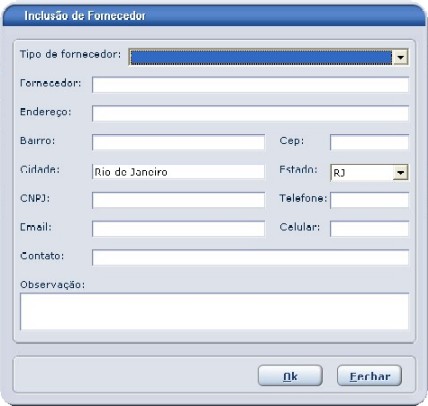 Inclusão de Fornecedor
Tipo de fornecedor:
Fornecedor:
Endereço:
Bairro: Cep:
Cidade: Rio de Janeiro Estado: RJ
CNPJ: Telefone:
Email: Celular:
Contato:
Observação:
Ok Fechar